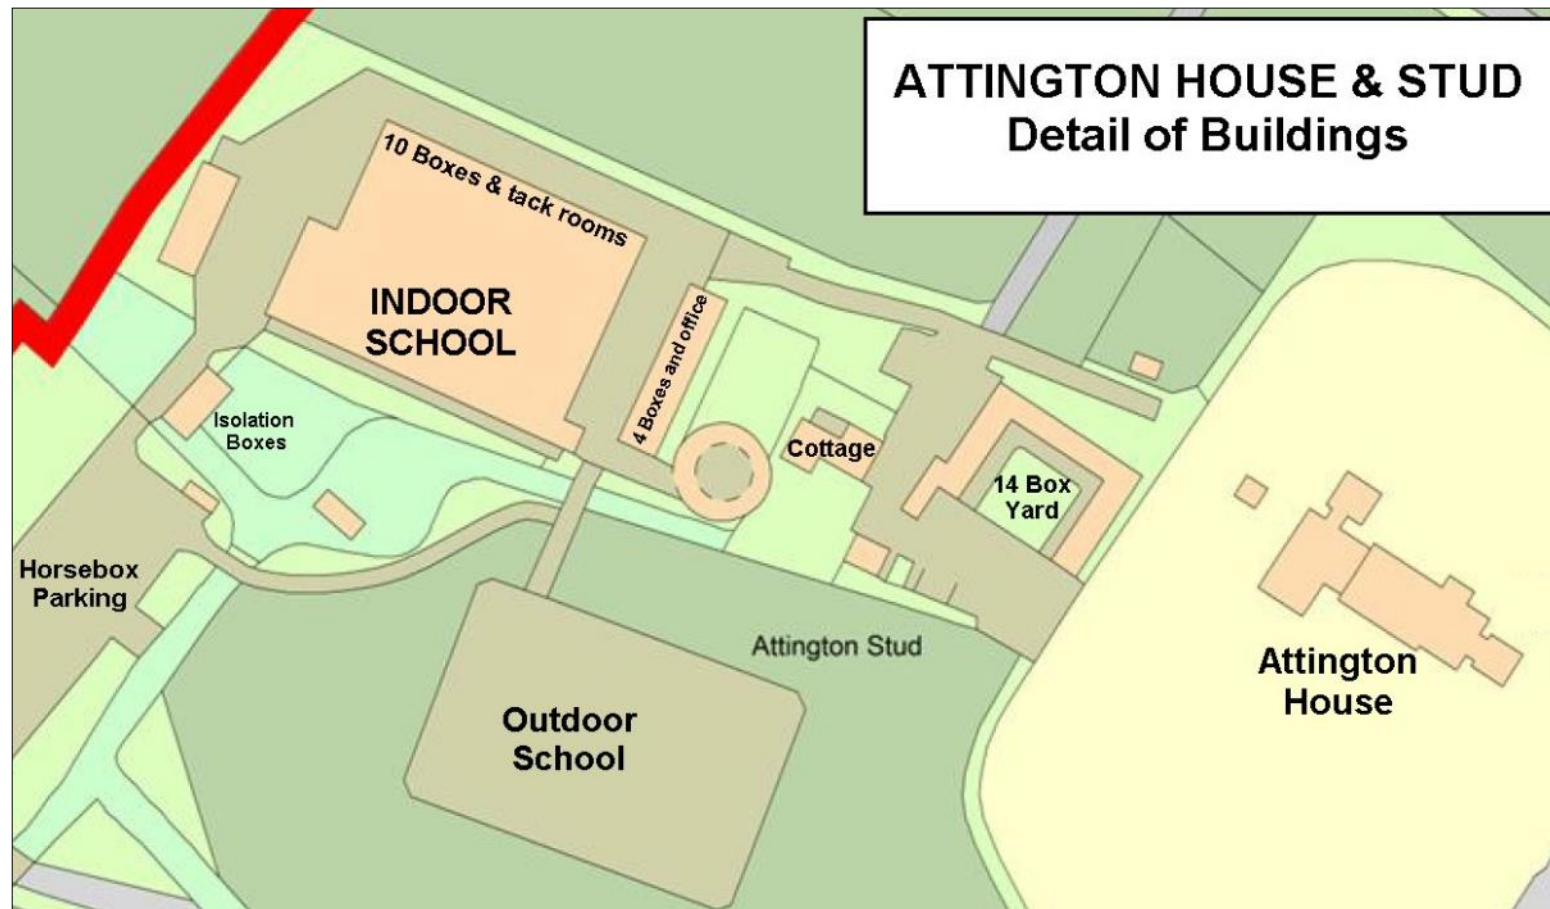 ATTINGTON HOUSE & STUD
Detail of Buildings
10 Boxes & tack rooms
INDOOR
SCHOOL
4 Boxes and office
Isolation
Boxes
Cottage
14 Box
Yard
Horsebox
Parking
Attington Stud
Attington
House
Outdoor
School